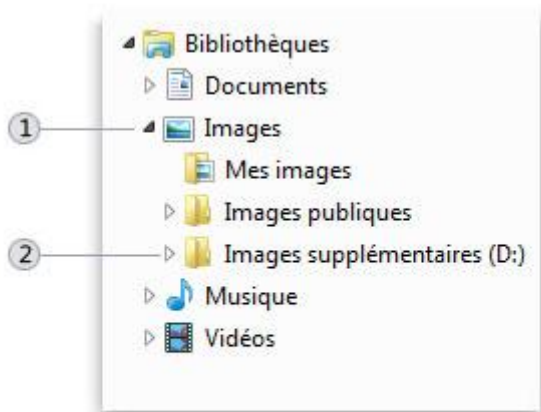 Bibliothèques
Documents
1 Images
Mes images
Images publiques
2 Images supplémentaires (D:)
Musique
Vidéos